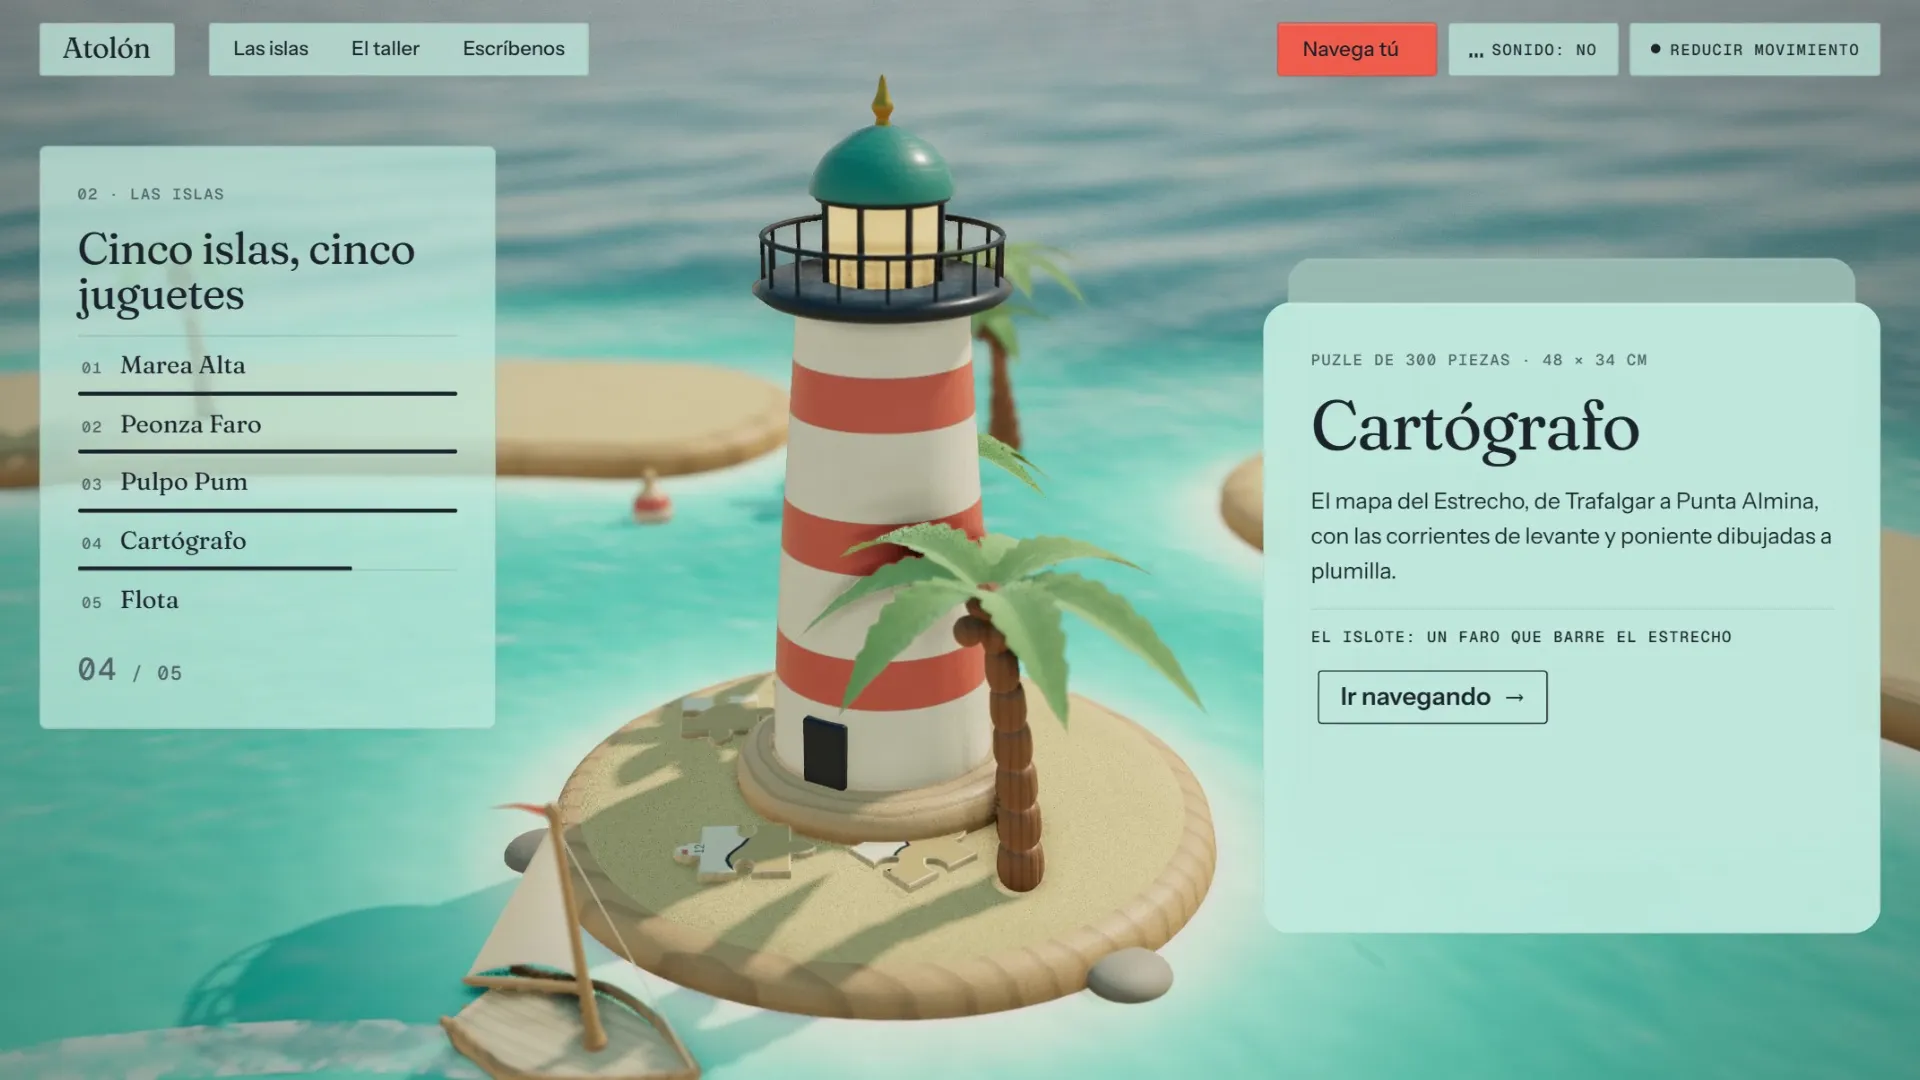 Atolón
Las islas
El taller
Escríbenos
Navega tú
... SONIDO: NO
REDUCIR MOVIMIENTO
02 · LAS ISLAS
Cinco islas, cinco
juguetes
01 Marea Alta
02 Peonza Faro
03 Pulpo Pum
04 Cartógrafo
05 Flota
04 / 05
PUZLE DE 300 PIEZAS · 48 × 34 CM
Cartógrafo
El mapa del Estrecho, de Trafalgar a Punta Almina,
con las corrientes de levante y poniente dibujadas a
plumilla.
EL ISLOTE: UN FARO QUE BARRE EL ESTRECHO
Ir navegando →